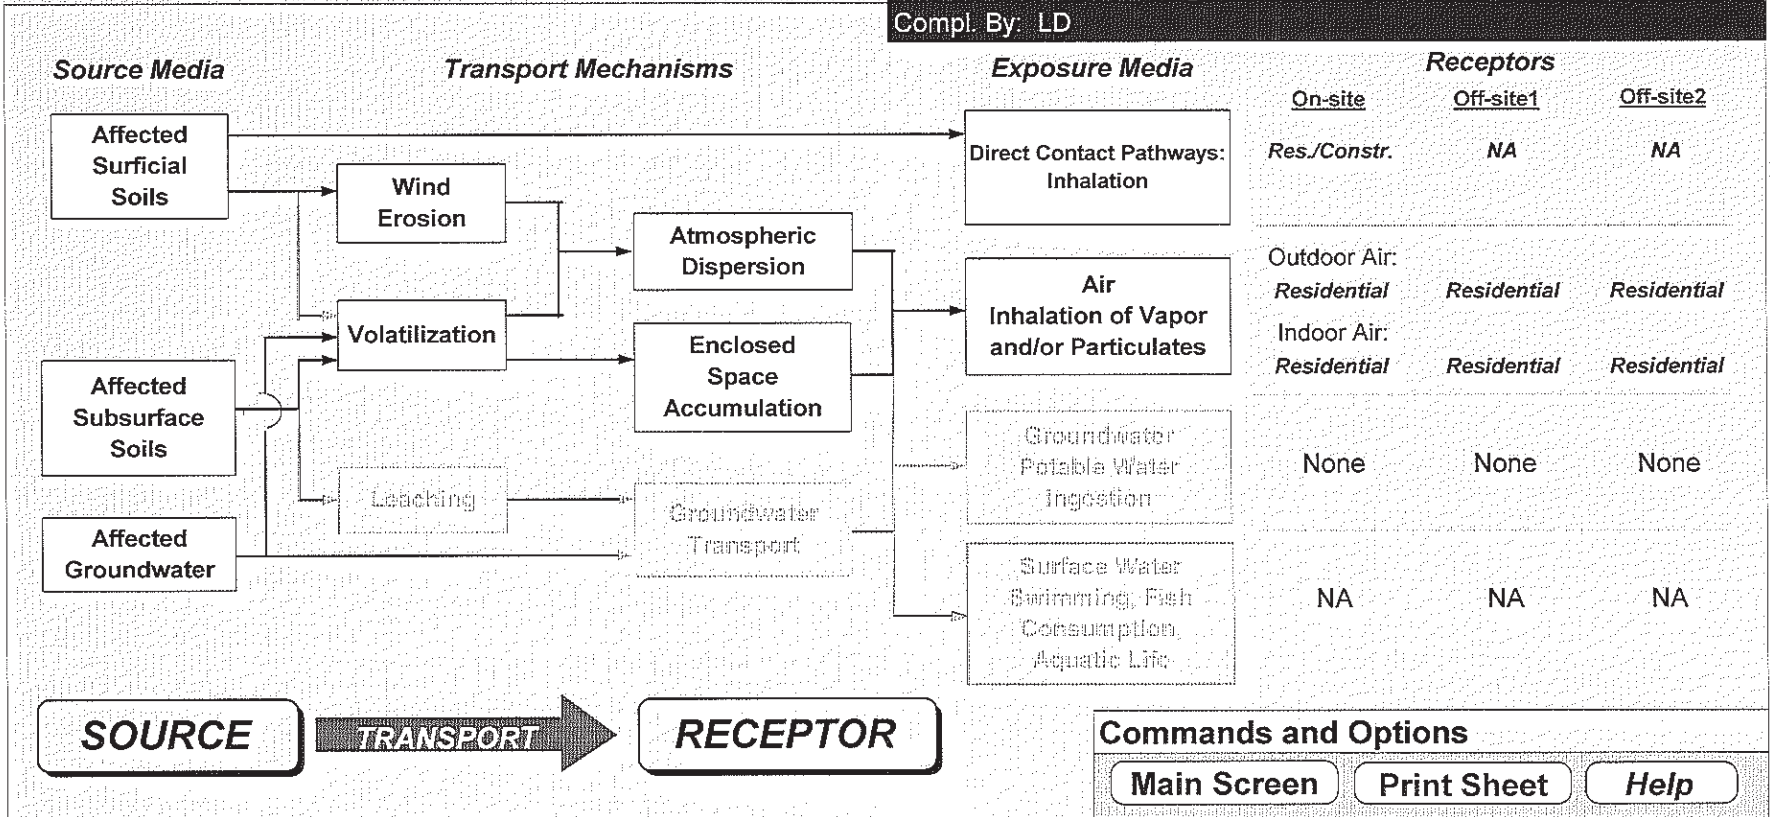 Compl. By: LD
Source Media
Transport Mechanisms
Exposure Media
Receptors
On-site
Off-site1
Off-site2
Affected
Surficial
Soils
Direct Contact Pathways:
Inhalation
Res./Constr.
NA
NA
Wind
Erosion
Atmospheric
Dispersion
Volatilization
Enclosed
Space
Accumulation
Air
Inhalation of Vapor
and/or Particulates
Outdoor Air:
Residential
Residential
Residential
Indoor Air:
Residential
Residential
Residential
Affected
Subsurface
Soils
Leaching
Groundwater
Transport
Groundwater
Potable Water
Ingestion
None
None
None
Affected
Groundwater
Surface Water
Swimming, Fish
Consumption,
Aquatic Life
NA
NA
NA
SOURCE
TRANSPORT
RECEPTOR
Commands and Options
Main Screen
Print Sheet
Help